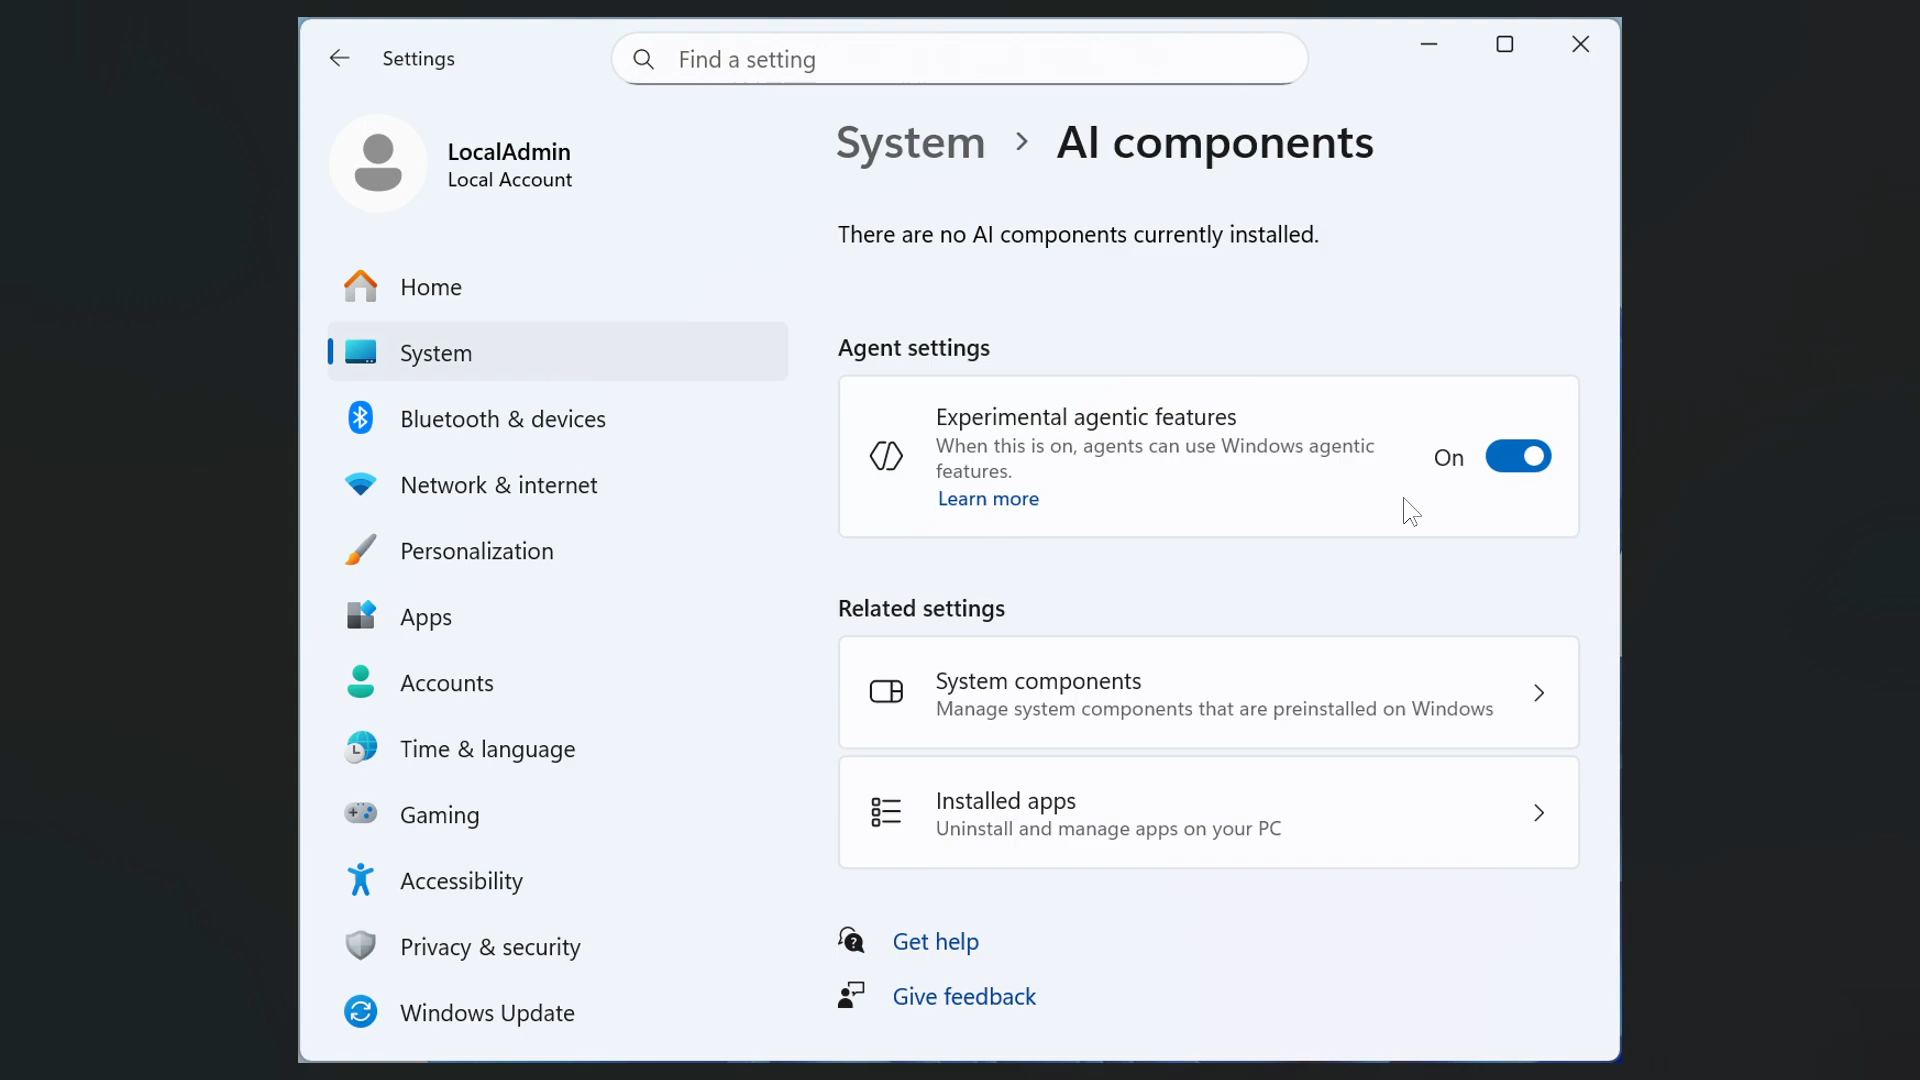 Settings
Find a setting
LocalAdmin
Local Account
Home
System
Bluetooth & devices
Network & internet
Personalization
Apps
Accounts
Time & language
Gaming
Accessibility
Privacy & security
Windows Update
System > AI components
There are no AI components currently installed.
Agent settings
Experimental agentic features
When this is on, agents can use Windows agentic
features.
Learn more
On
Related settings
System components
Manage system components that are preinstalled on Windows
Installed apps
Uninstall and manage apps on your PC
Get help
Give feedback